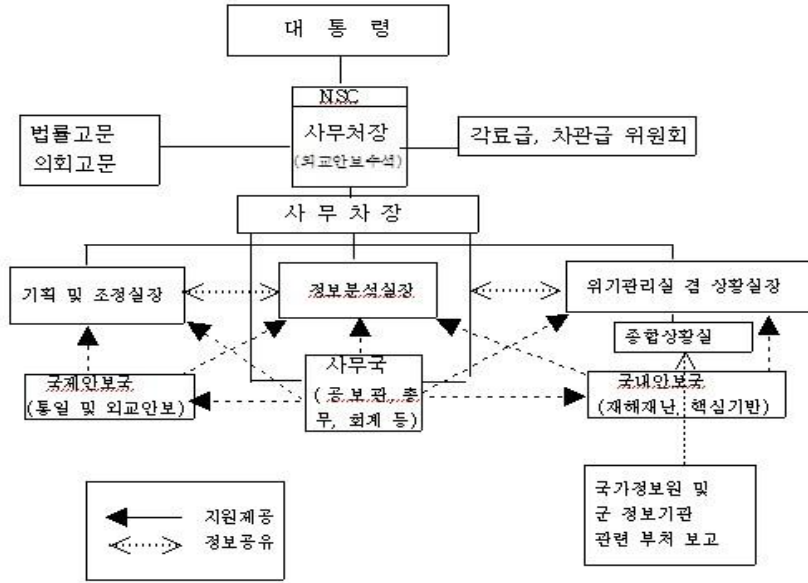 대 통 령
NSC
사무처장
(외교안보수석)
법률고문
의회고문
각료급, 차관급 위원회
사 무 차 장
기획 및 조정실장
정보분석실장
위기관리실 겸 상황실장
종합상황실
국제안보국
(통일 및 외교안보)
사무국
( 공 보 관, 총
무, 회계 등)
국내안보국
(재해재난, 핵심기반)
국가정보원 및
군 정보기관
관련 부처 보고
지원제공
정보공유